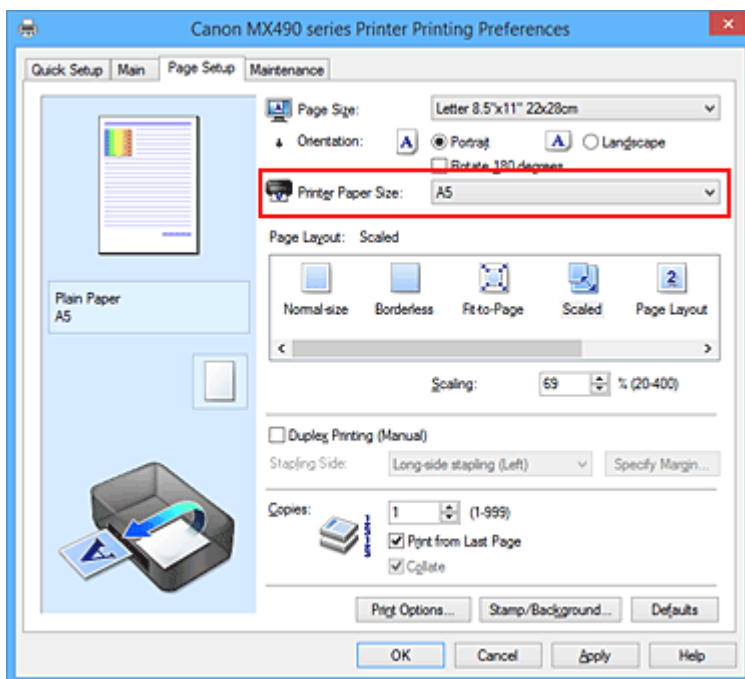 Canon MX490 series Printer Printing Preferences
Quick Setup Main Page Setup Maintenance
Page Size: Letter 8.5"x11" 22x28cm
Orientation: A Portrait A Landscape
Rotate 180 degrees
Printer Paper Size: A5
Page Layout: Scaled
Plain Paper
A5
2
Normal-size Borderless Fit-to-Page Scaled Page Layout
Scaling: 69 % (20-400)
Duplex Printing (Manual)
Stapling Side: Long-side stapling (Left) Specify Margin...
Copies: 1 (1-999)
Print from Last Page
Collate
A
Print Options... Stamp/Background... Defaults
OK Cancel Apply Help